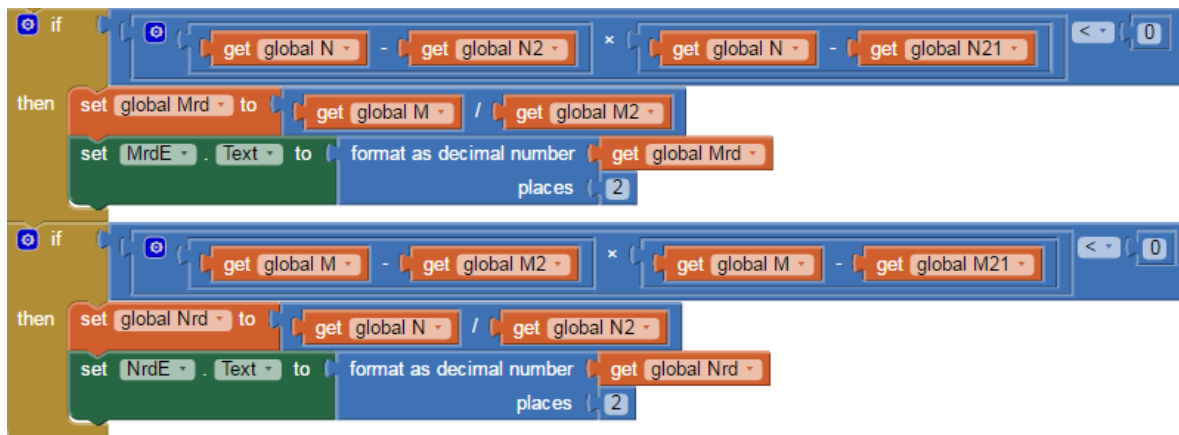 if get global N - get global N2 × get global N - get global N21 < 0
then set global Mrd to get global M / get global M2
set MrdE . Text to format as decimal number get global Mrd
places 2
if get global M - get global M2 × get global M - get global M21 < 0
then set global Nrd to get global N / get global N2
set NrdE . Text to format as decimal number get global Nrd
places 2